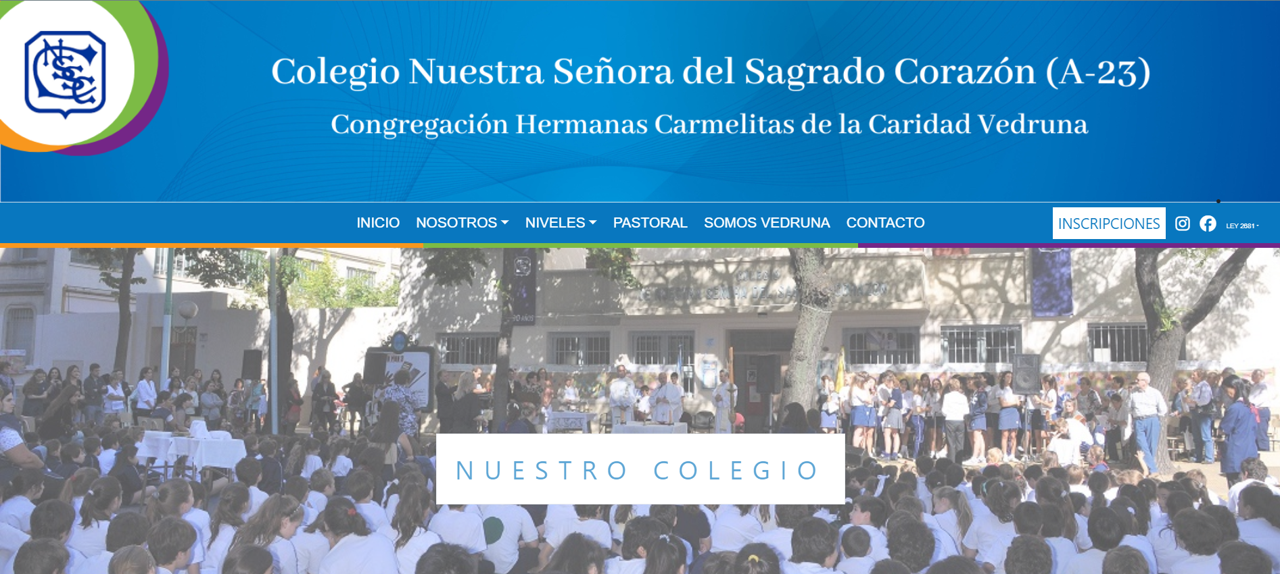 Colegio Nuestra Señora del Sagrado Corazón (A-23)
Congregación Hermanas Carmelitas de la Caridad Vedruna
INICIO NOSOTROS NIVELES PASTORAL SOMOS VEDRUNA CONTACTO INSCRIPCIONES LEY 2681 -
NUESTRO COLEGIO